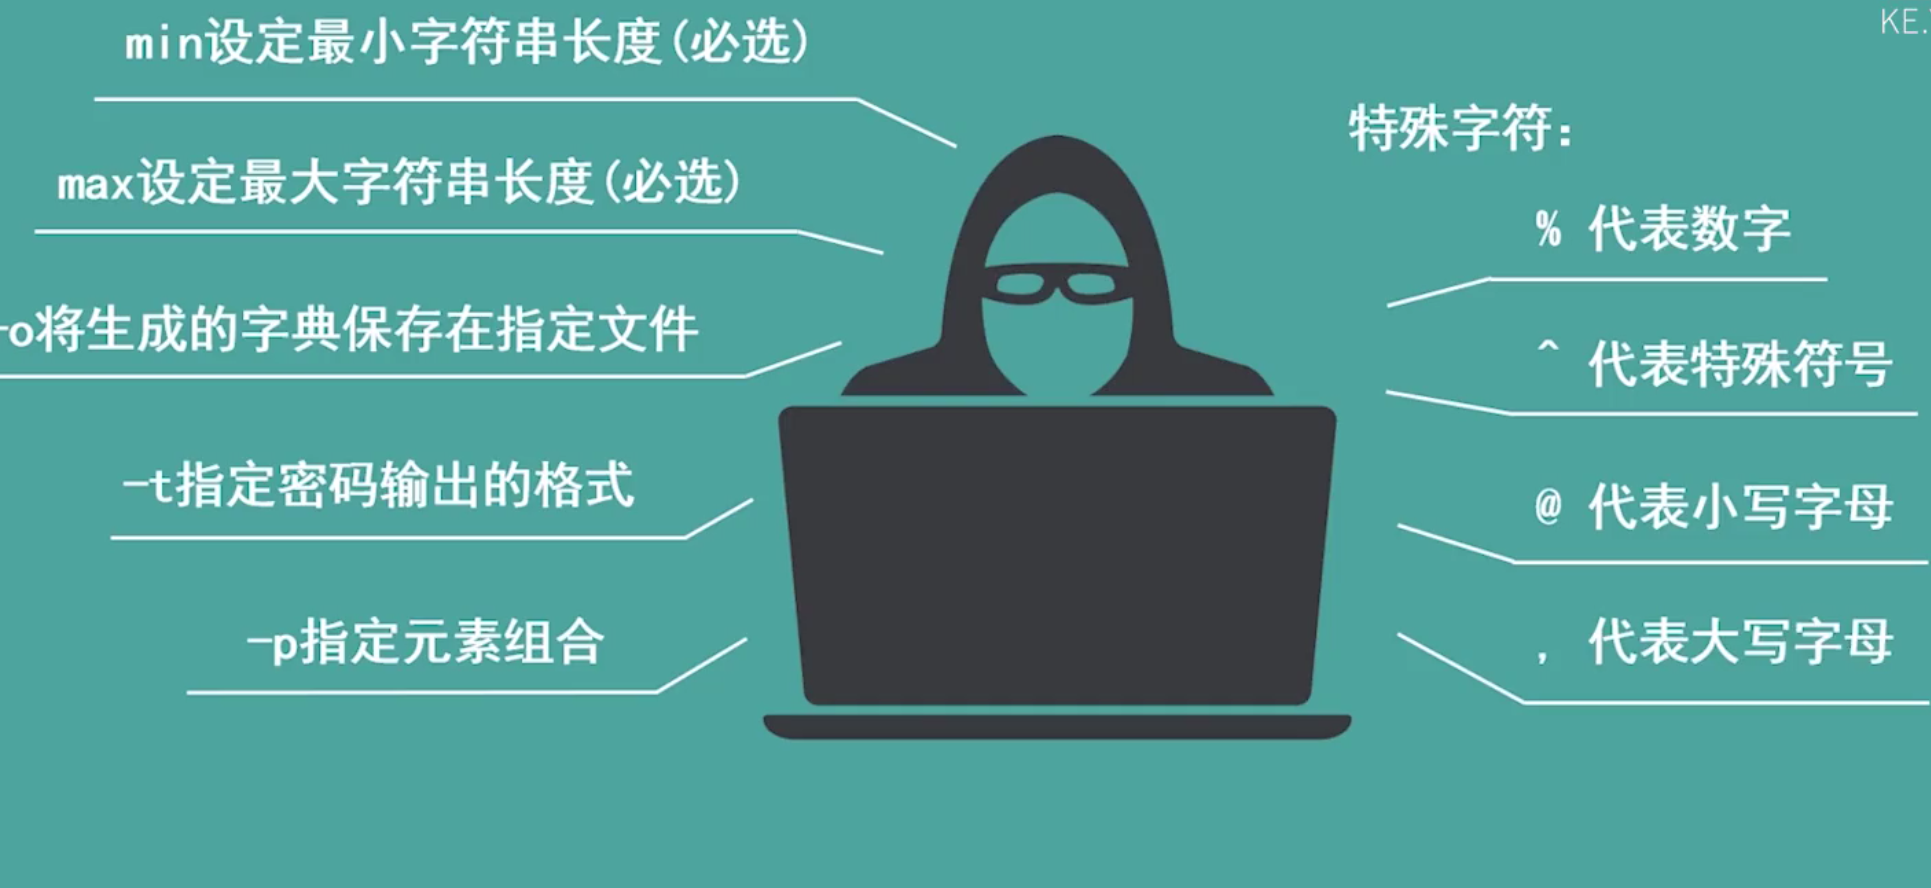 KE.
min设定最小字符串长度(必选)
max设定最大字符串长度(必选)
-o将生成的字典保存在指定文件
-t指定密码输出的格式
-p指定元素组合
特殊字符:
% 代表数字
^ 代表特殊符号
@ 代表小写字母
, 代表大写字母